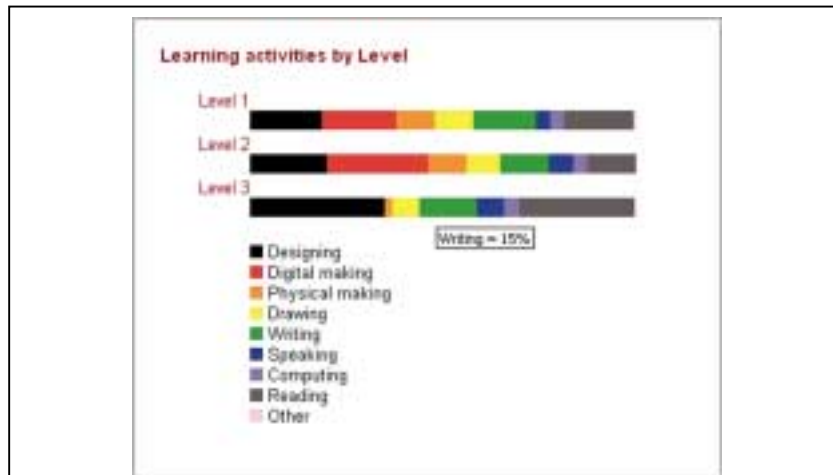 Learning activities by Level
Level 1
Level 2
Level 3
Writing = 15%
Designing
Digital making
Physical making
Drawing
Writing
Speaking
Computing
Reading
Other